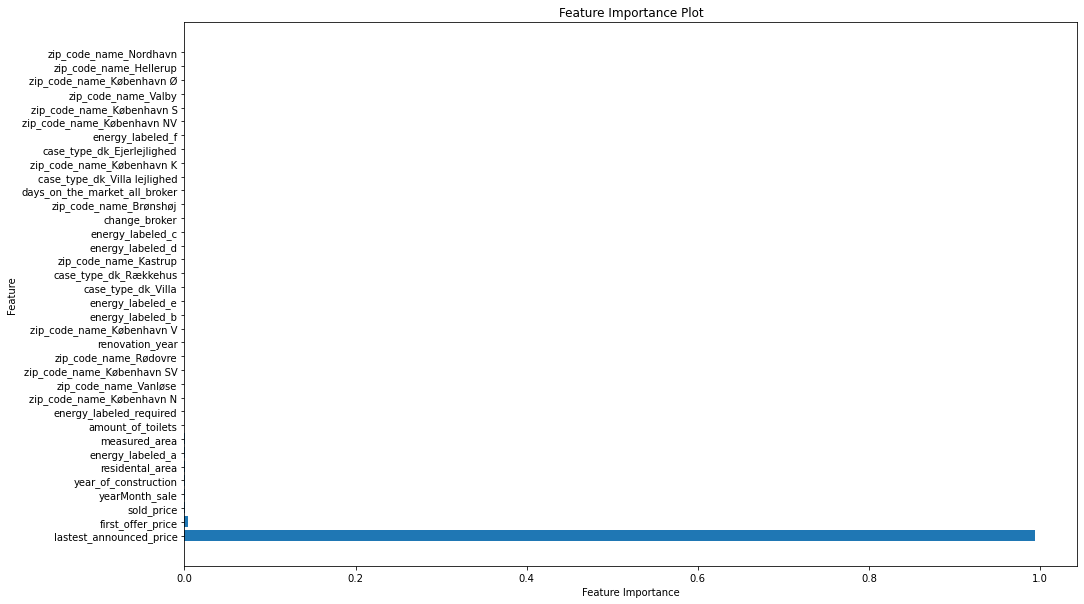 Feature Importance Plot
zip_code_name_Nordhavn
zip_code_name_Hellerup
zip_code_name_København Ø
zip_code_name_Valby
zip_code_name_København S
zip_code_name_København NV
energy_labeled_f
case_type_dk_Ejerlejlighed
zip_code_name_København K
case_type_dk_Villa lejlighed
days_on_the_market_all_broker
zip_code_name_Brønshøj
change_broker
energy_labeled_c
energy_labeled_d
zip_code_name_Kastrup
case_type_dk_Rækkehus
case_type_dk_Villa
energy_labeled_e
energy_labeled_b
zip_code_name_København V
renovation_year
zip_code_name_Rødovre
zip_code_name_København SV
zip_code_name_Vanløse
zip_code_name_København N
energy_labeled_required
amount_of_toilets
measured_area
energy_labeled_a
residental_area
year_of_construction
yearMonth_sale
sold_price
first_offer_price
lastest_announced_price
Feature
0.0 0.2 0.4 0.6 0.8 1.0
Feature Importance